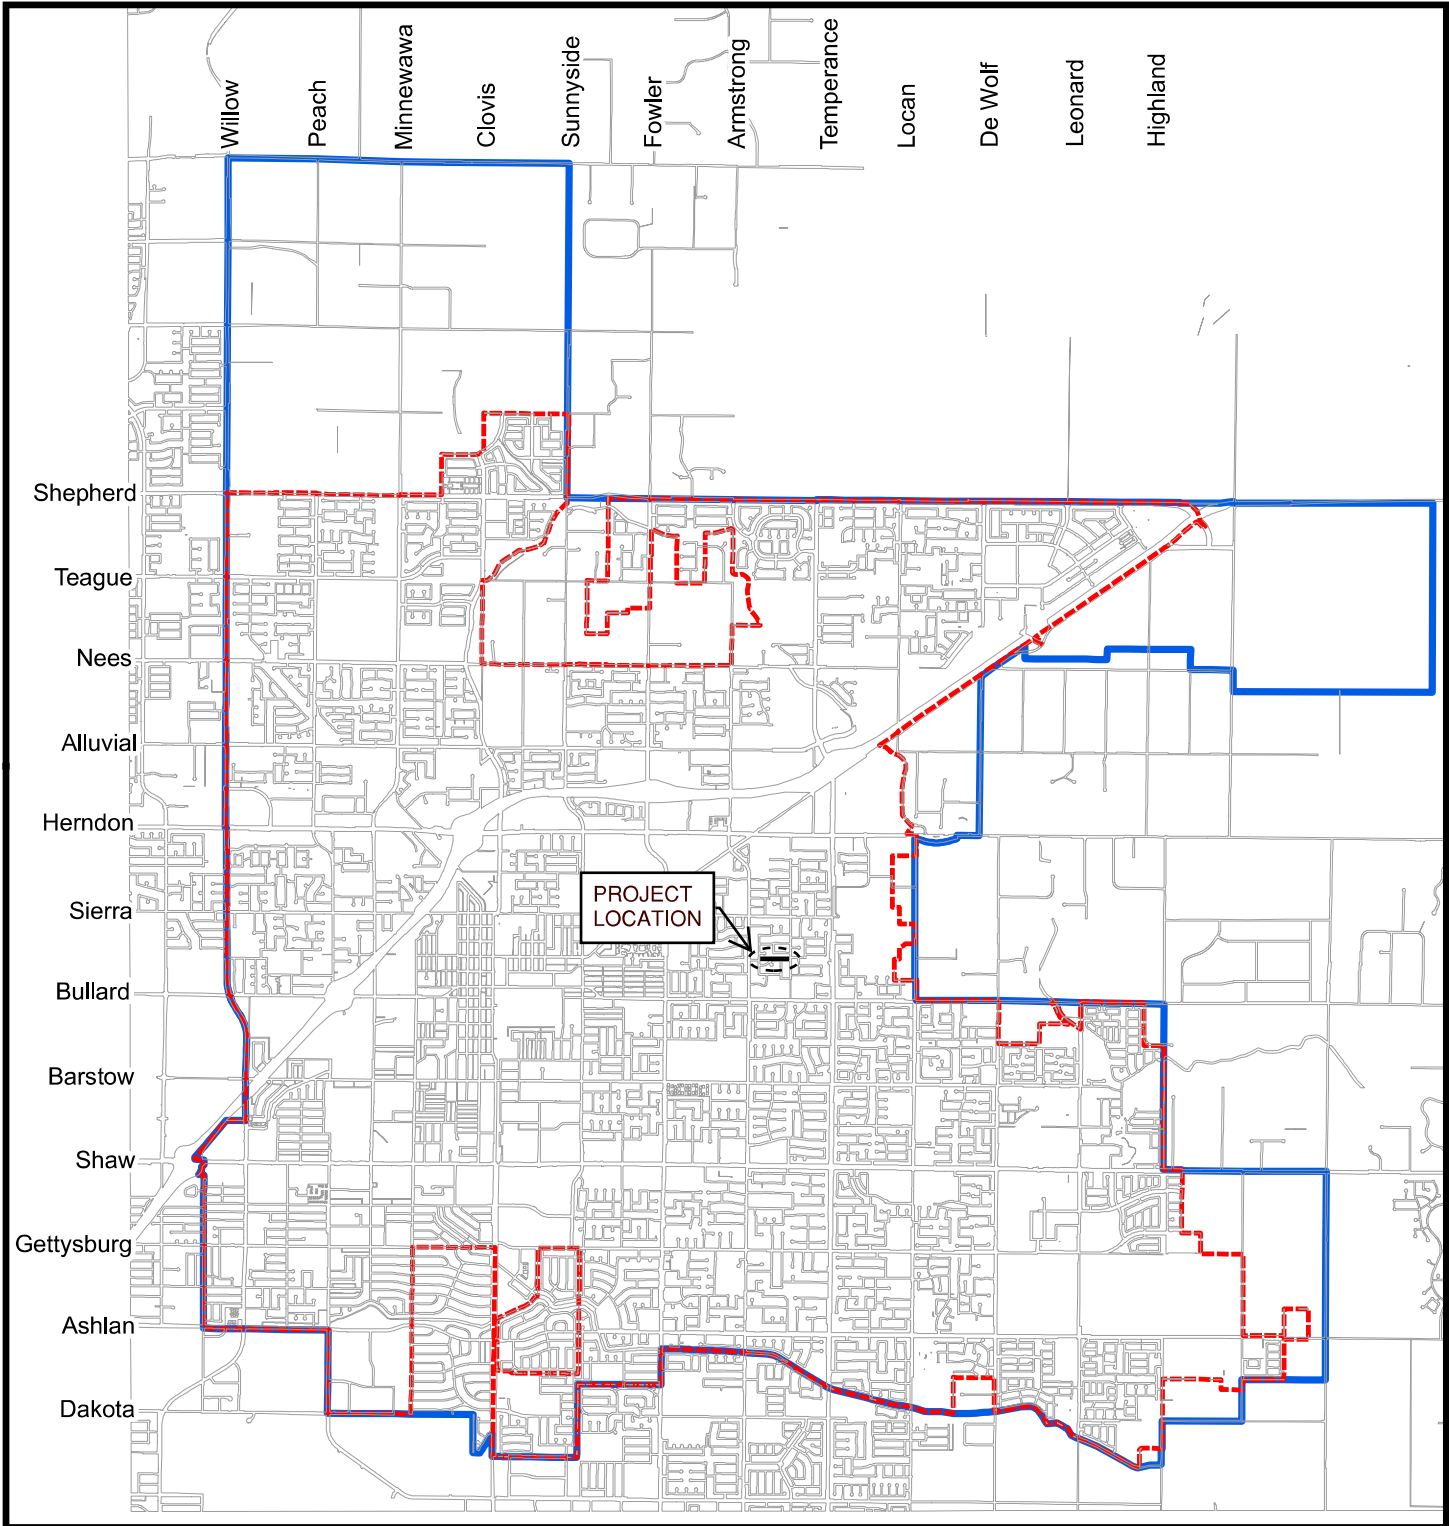 Willow
Peach
Minnewawa
Clovis
Sunnyside
Fowler
Armstrong
Temperance
Locan
De Wolf
Leonard
Highland
Shepherd
Teague
Nees
Alluvial
Herndon
Sierra
Bullard
Barstow
Shaw
Gettysburg
Ashlan
Dakota
PROJECT
LOCATION